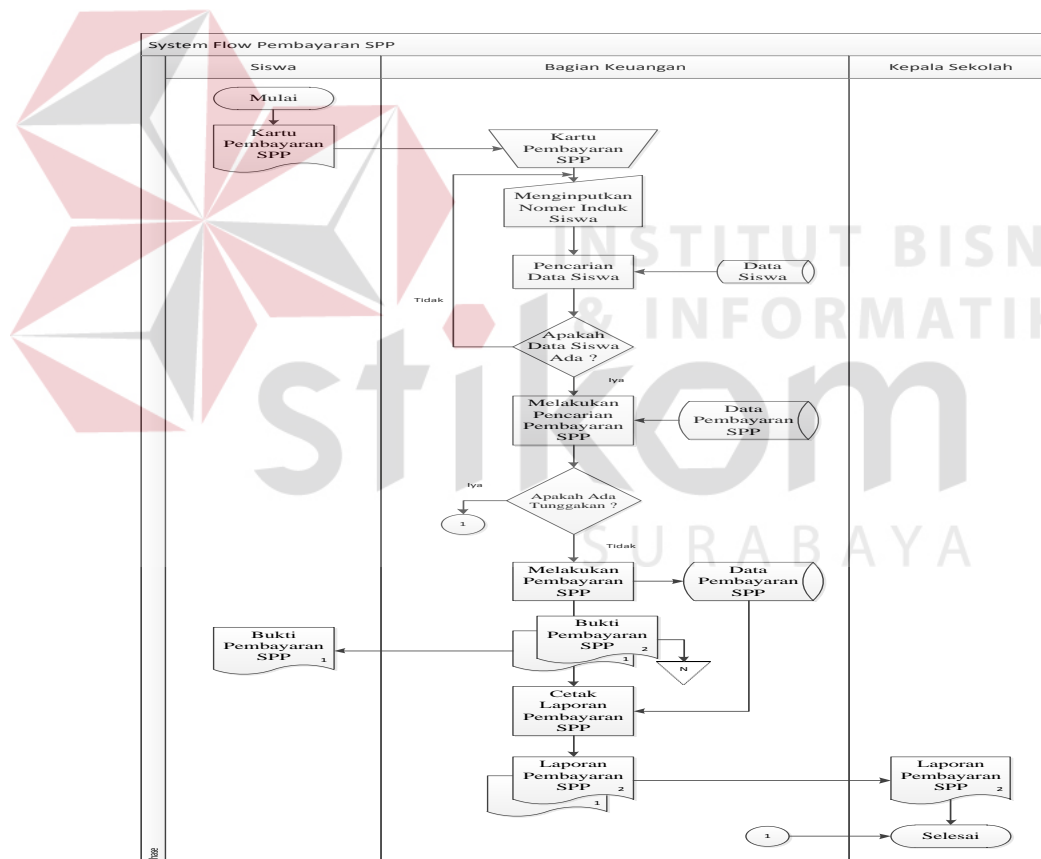 System Flow Pembayaran SPP
Siswa
Bagian Keuangan
Kepala Sekolah
Mulai
Kartu
Pembayaran
SPP
Kartu
Pembayaran
SPP
Menginputkan
Nomer Induk
Siswa
INSTITUT BISN
Pencarian
Data Siswa
Data
Siswa
Tidak
& INFORMATIK
Apakah
Data Siswa
Ada ?
Iya
stikom
Melakukan
Pencarian
Pembayaran
SPP
Data
Pembayaran
SPP
Iya
Apakah Ada
Tunggakan ?
1
SURABAYA
Tidak
Melakukan
Pembayaran
SPP
Data
Pembayaran
SPP
Bukti
Pembayaran
SPP
1
Bukti
Pembayaran
SPP
2
1
N
Cetak
Laporan
Pembayaran
SPP
Laporan
Pembayaran
SPP
2
1
Laporan
Pembayaran
SPP
2
1
Selesai